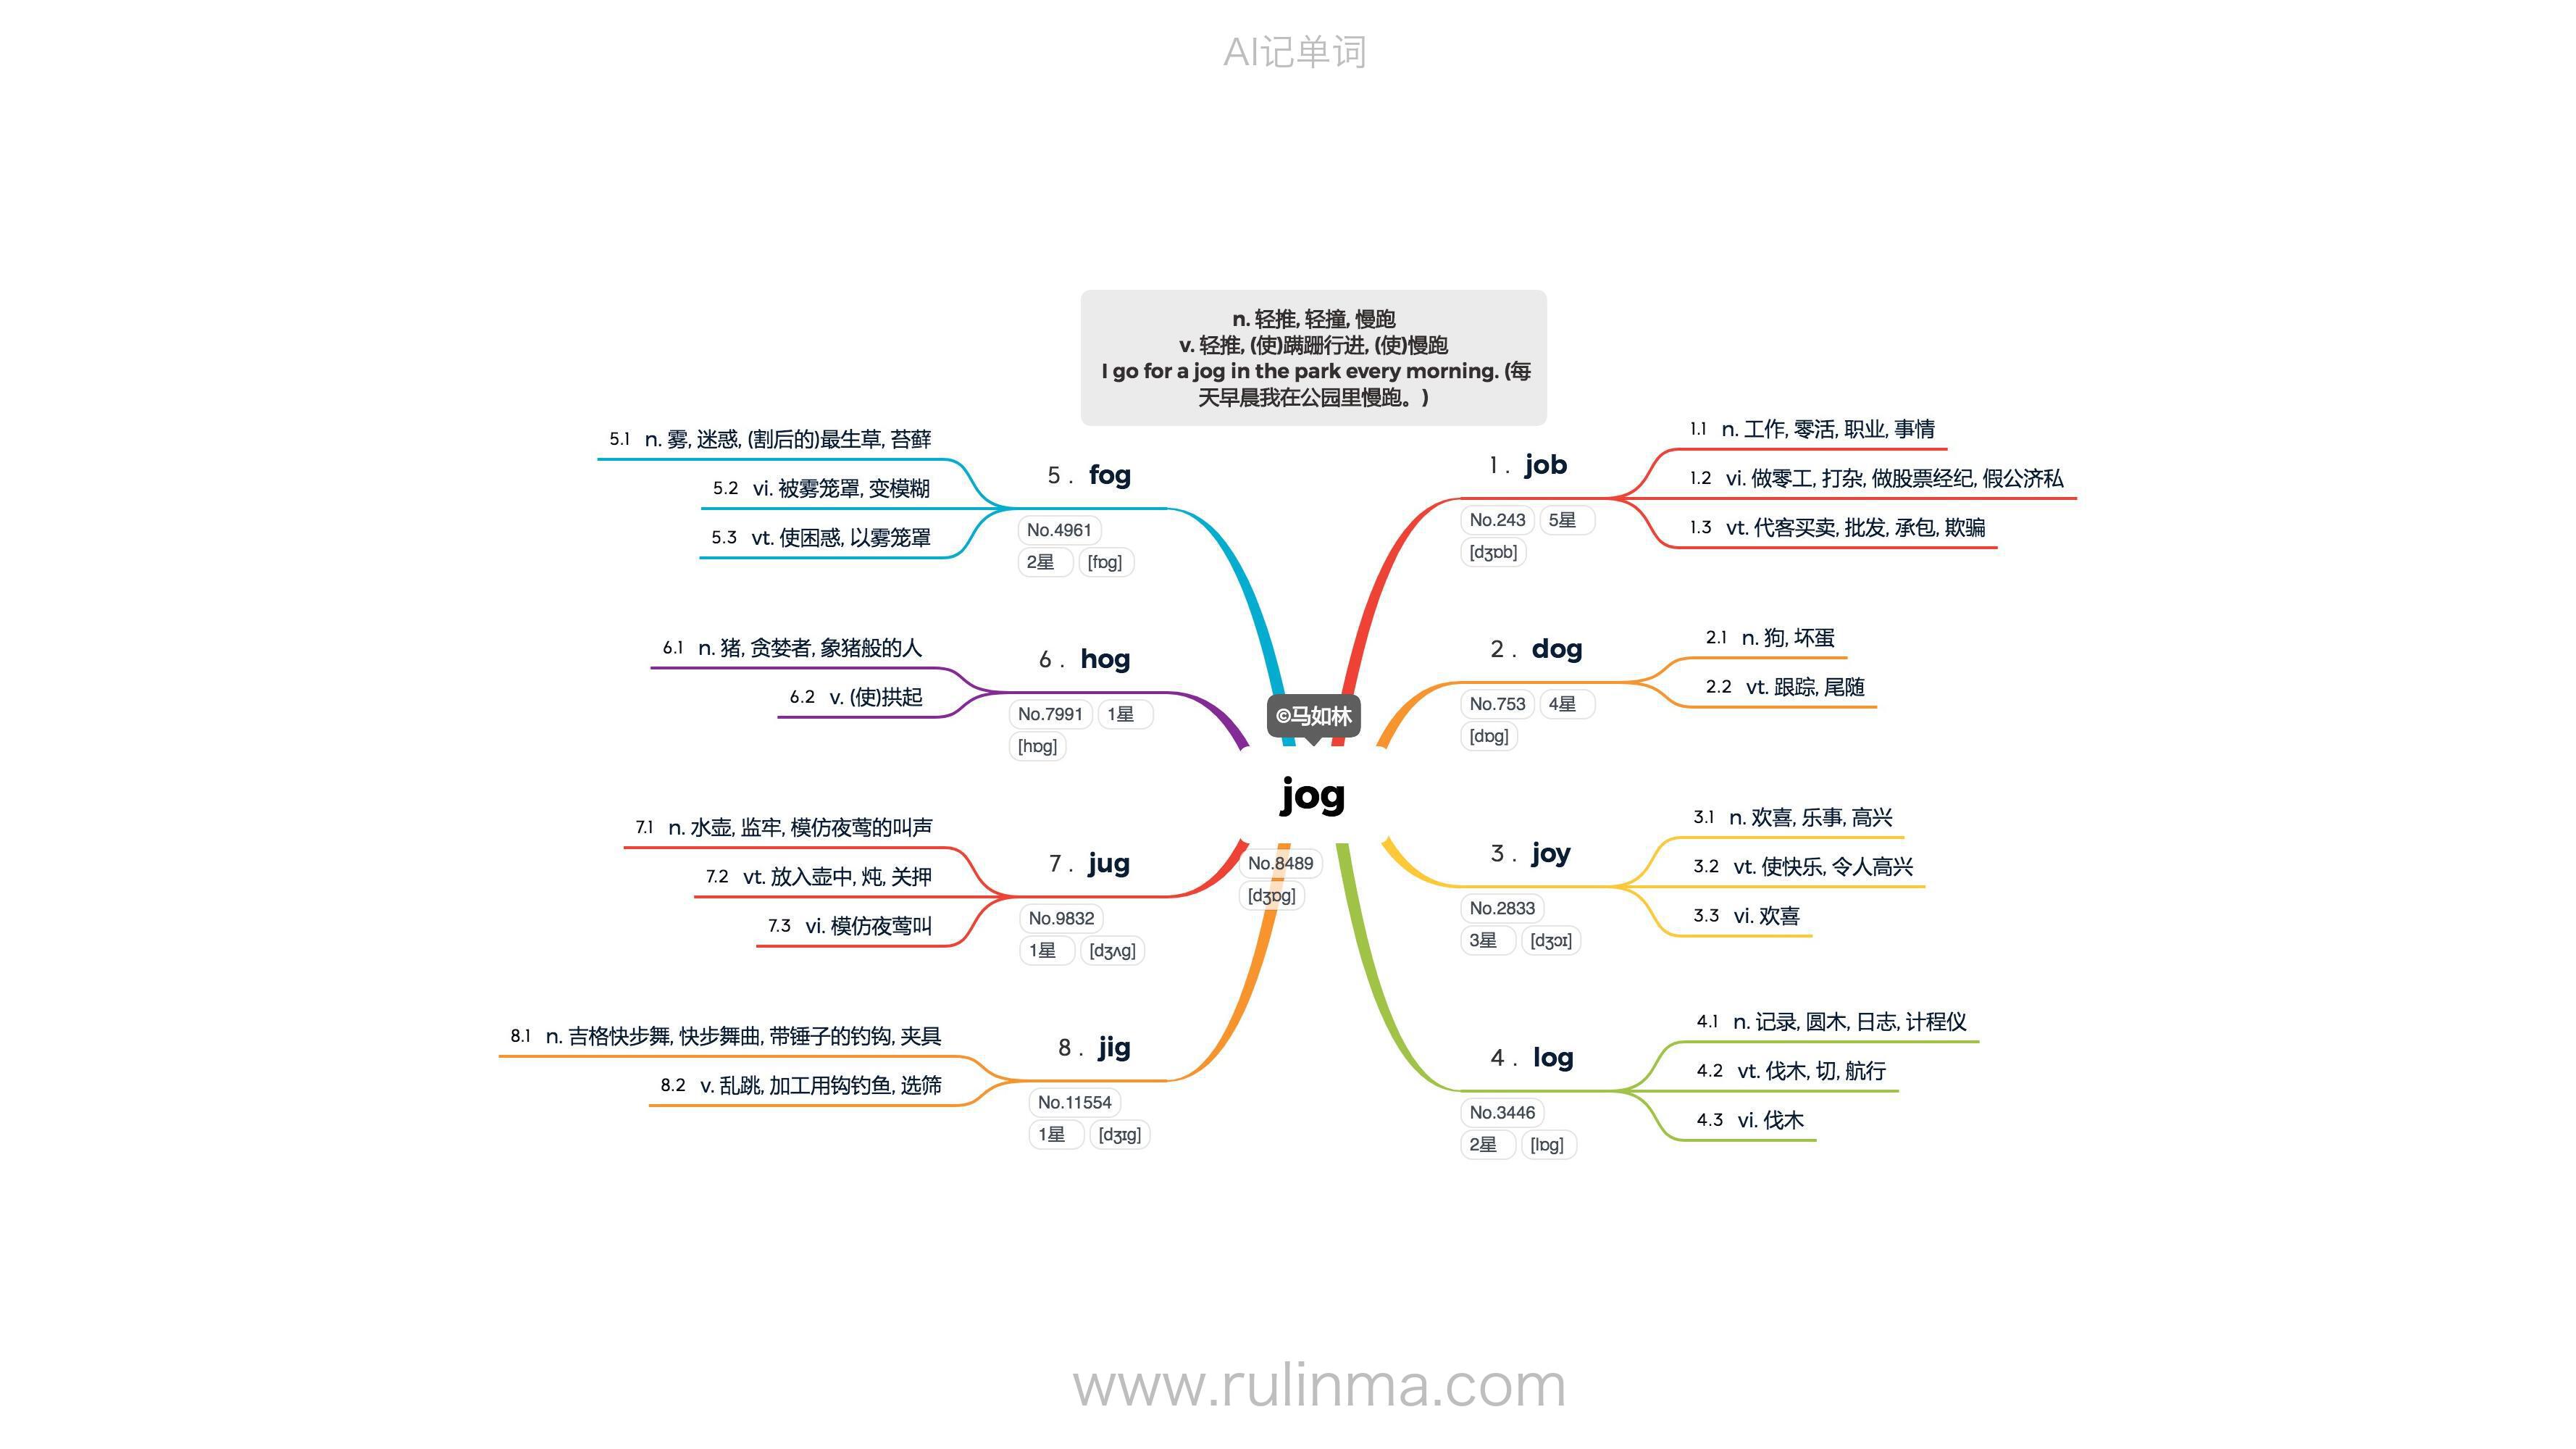 AI记单词
n. 轻推, 轻撞, 慢跑
v. 轻推, (使)蹒跚行进, (使)慢跑
I go for a jog in the park every morning. (每
天早晨我在公园里慢跑。)
©马如林
jog
No.8489
[dʒɒg]
1 . job
No.243 5星
[dʒɒb]
1.1 n. 工作, 零活, 职业, 事情
1.2 vi. 做零工, 打杂, 做股票经纪, 假公济私
1.3 vt. 代客买卖, 批发, 承包, 欺骗
2 . dog
No.753 4星
[dɒg]
2.1 n. 狗, 坏蛋
2.2 vt. 跟踪, 尾随
3 . joy
No.2833
3星 [dʒɔɪ]
3.1 n. 欢喜, 乐事, 高兴
3.2 vt. 使快乐, 令人高兴
3.3 vi. 欢喜
4 . log
No.3446
2星 [lɒg]
4.1 n. 记录, 圆木, 日志, 计程仪
4.2 vt. 伐木, 切, 航行
4.3 vi. 伐木
5 . fog
No.4961
2星 [fɒg]
5.1 n. 雾, 迷惑, (割后的)最生草, 苔藓
5.2 vi. 被雾笼罩, 变模糊
5.3 vt. 使困惑, 以雾笼罩
6 . hog
No.7991 1星
[hɒg]
6.1 n. 猪, 贪婪者, 象猪般的人
6.2 v. (使)拱起
7 . jug
No.9832
1星 [dʒʌg]
7.1 n. 水壶, 监牢, 模仿夜莺的叫声
7.2 vt. 放入壶中, 炖, 关押
7.3 vi. 模仿夜莺叫
8 . jig
No.11554
1星 [dʒɪg]
8.1 n. 吉格快步舞, 快步舞曲, 带锤子的钓钩, 夹具
8.2 v. 乱跳, 加工用钩钓鱼, 选筛
www.rulinma.com